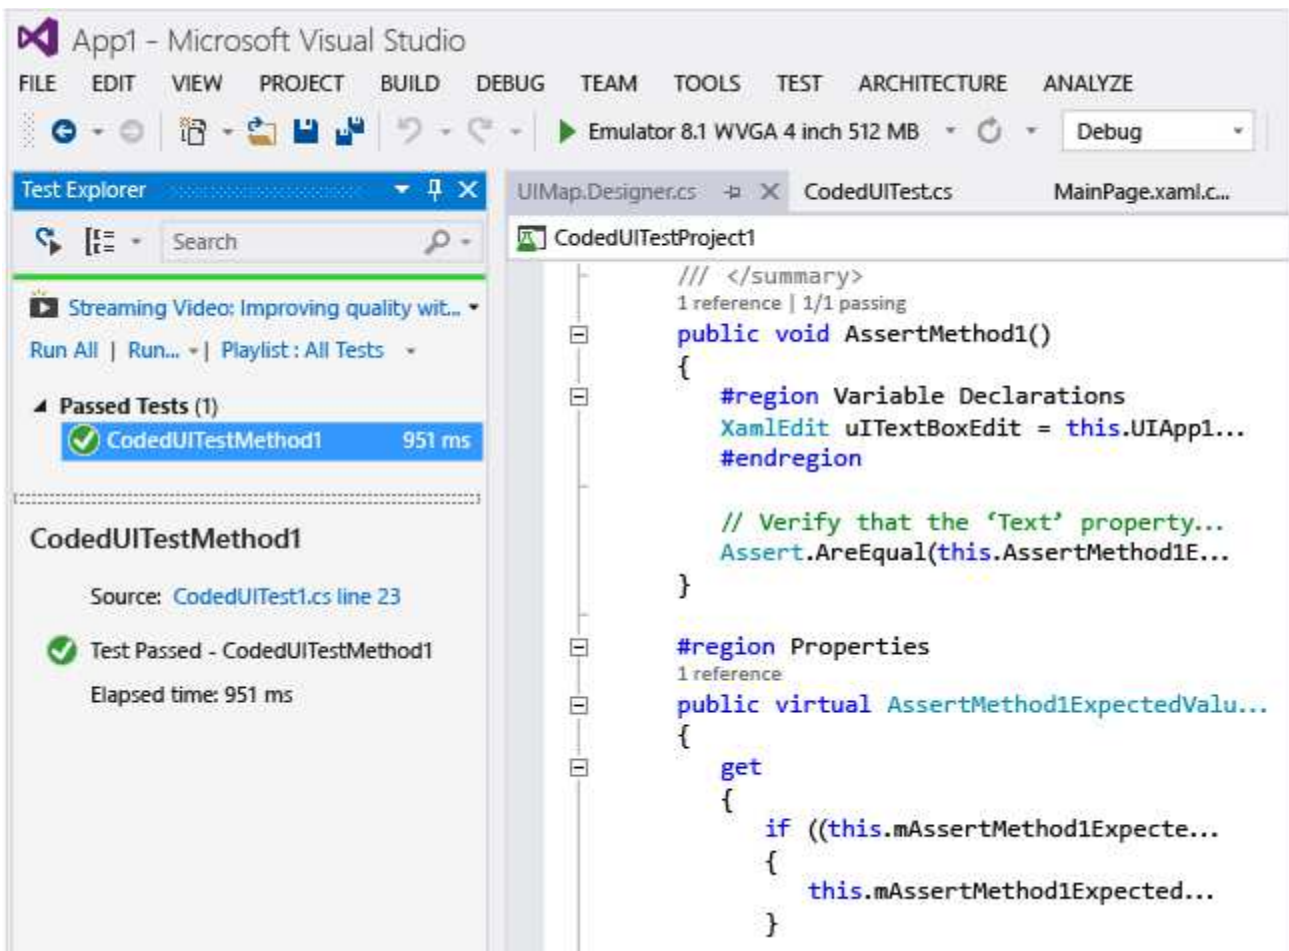 App1 - Microsoft Visual Studio
FILE EDIT VIEW PROJECT BUILD DEBUG TEAM TOOLS TEST ARCHITECTURE ANALYZE
Emulator 8.1 WVGA 4 inch 512 MB Debug
Test Explorer
Search
Streaming Video: Improving quality wit...
Run All | Run... | Playlist : All Tests
Passed Tests (1)
CodedUITestMethod1 951 ms
CodedUITestMethod1
Source: CodedUITest1.cs line 23
Test Passed - CodedUITestMethod1
Elapsed time: 951 ms
UIMap.Designer.cs CodedUITest.cs MainPage.xaml.c...
CodedUITestProject1
/// </summary>
1 reference | 1/1 passing
public void AssertMethod1()
{
#region Variable Declarations
XamlEdit uITextBoxEdit = this.UIApp1...
#endregion
// Verify that the ‘Text’ property...
Assert.AreEqual(this.AssertMethod1E...
}
#region Properties
1 reference
public virtual AssertMethod1ExpectedValu...
{
get
{
if ((this.mAssertMethod1Expecte...
{
this.mAssertMethod1Expected...
}